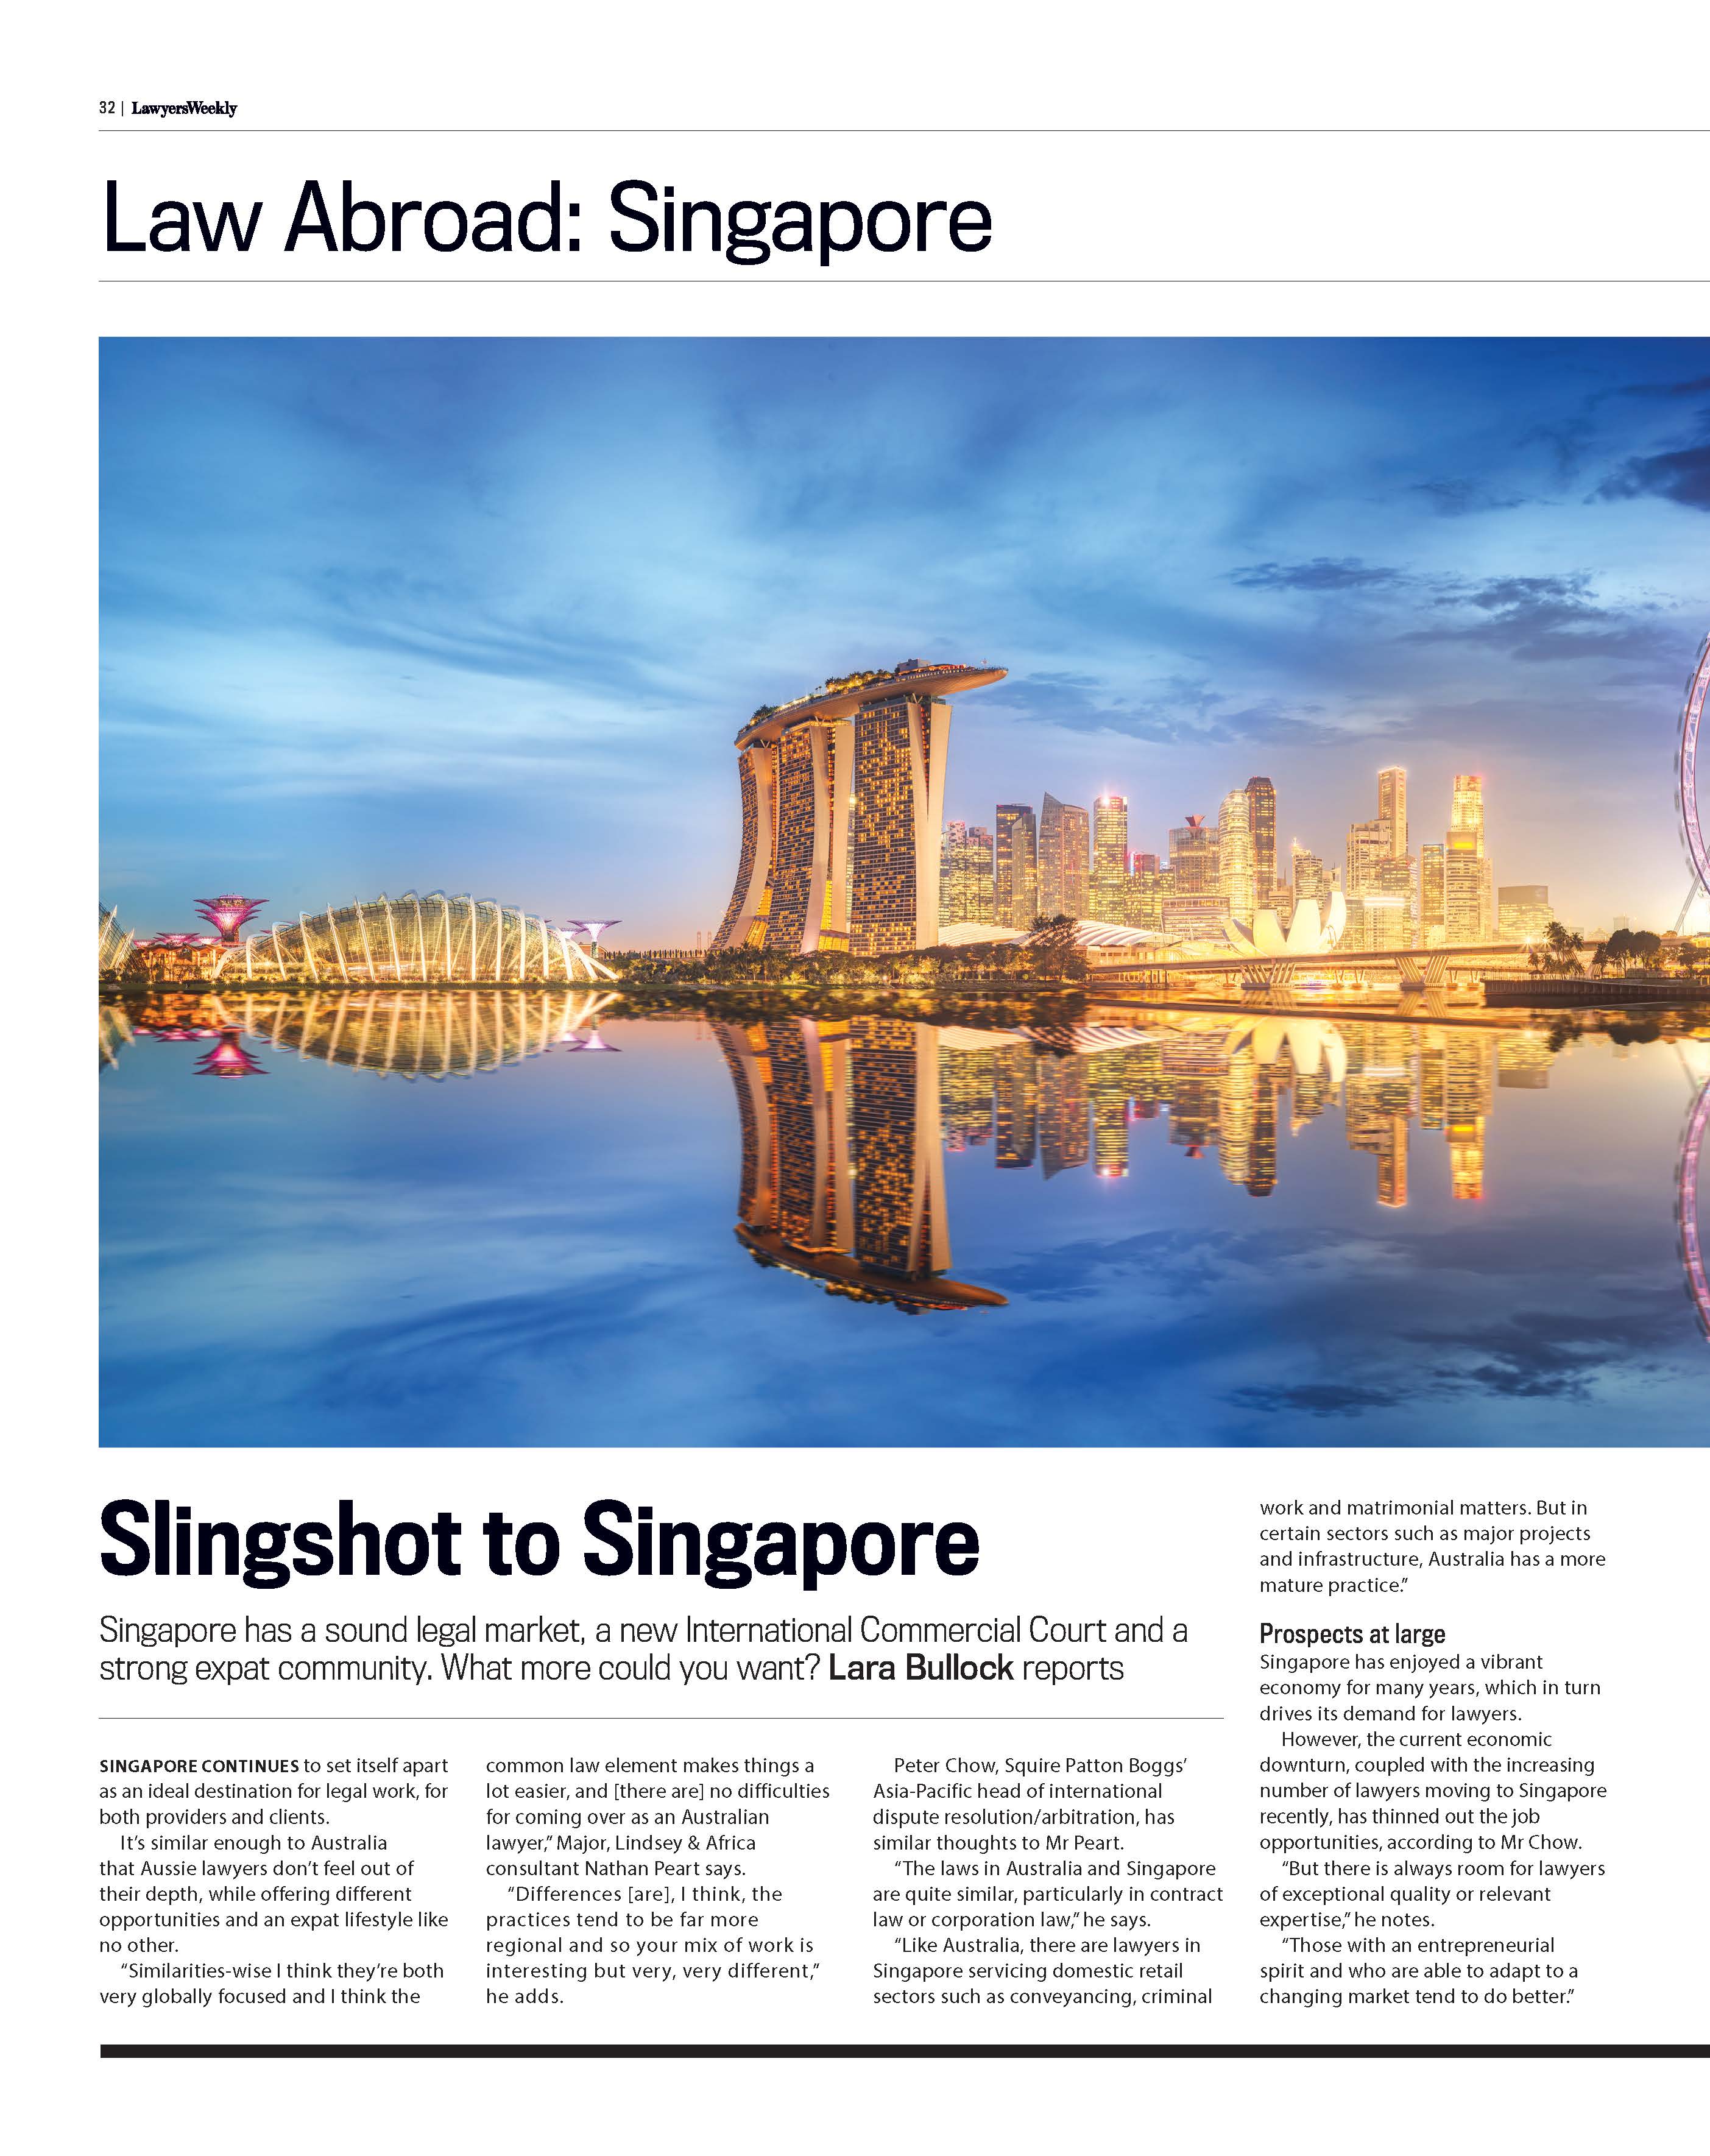 32 | LawyersWeekly
Law Abroad: Singapore
Slingshot to Singapore
Singapore has a sound legal market, a new International Commercial Court and a
strong expat community. What more could you want? Lara Bullock reports
SINGAPORE CONTINUES to set itself apart
as an ideal destination for legal work, for
both providers and clients.
It’s similar enough to Australia
that Aussie lawyers don’t feel out of
their depth, while offering different
opportunities and an expat lifestyle like
no other.
“Similarities-wise I think they’re both
very globally focused and I think the
common law element makes things a
lot easier, and [there are] no difficulties
for coming over as an Australian
lawyer,” Major, Lindsey & Africa
consultant Nathan Peart says.
“Differences [are], I think, the
practices tend to be far more
regional and so your mix of work is
interesting but very, very different,”
he adds.
Peter Chow, Squire Patton Boggs’
Asia-Pacific head of international
dispute resolution/arbitration, has
similar thoughts to Mr Peart.
“The laws in Australia and Singapore
are quite similar, particularly in contract
law or corporation law,” he says.
“Like Australia, there are lawyers in
Singapore servicing domestic retail
sectors such as conveyancing, criminal
work and matrimonial matters. But in
certain sectors such as major projects
and infrastructure, Australia has a more
mature practice.”
Prospects at large
Singapore has enjoyed a vibrant
economy for many years, which in turn
drives its demand for lawyers.
However, the current economic
downturn, coupled with the increasing
number of lawyers moving to Singapore
recently, has thinned out the job
opportunities, according to Mr Chow.
“But there is always room for lawyers
of exceptional quality or relevant
expertise,” he notes.
“Those with an entrepreneurial
spirit and who are able to adapt to a
changing market tend to do better.”